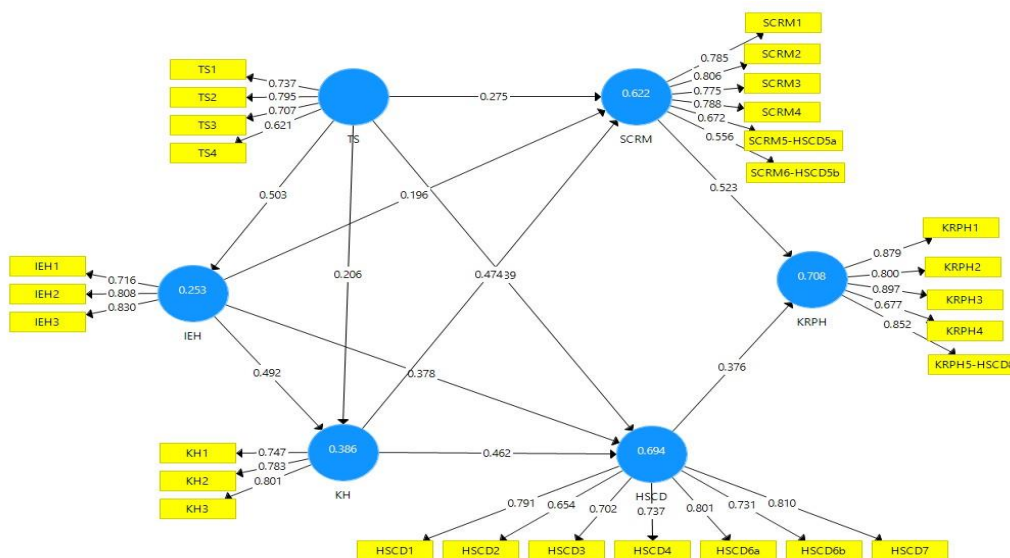 SCRM1
SCRM2
SCRM3
SCRM4
SCRM5-HSCD5a
SCRM6-HSCD5b
0.785
0.806
0.775
0.788
0.672
0.556
TS1
TS2
TS3
TS4
0.737
0.795
0.707
0.621
TS
0.275
0.622
SCRM
0.503
0.196
0.523
0.206
0.474
IEH1
IEH2
IEH3
0.716
0.808
0.830
0.253
IEH
0.708
KRPH
0.879
0.800
0.897
0.677
0.852
KRPH1
KRPH2
KRPH3
KRPH4
KRPH5-HSCD8
0.492
0.378
0.376
KH1
KH2
KH3
0.747
0.783
0.801
0.386
KH
0.462
0.694
HSCD
0.791
0.654
0.702
0.737
0.801
0.731
0.810
HSCD1
HSCD2
HSCD3
HSCD4
HSCD6a
HSCD6b
HSCD7